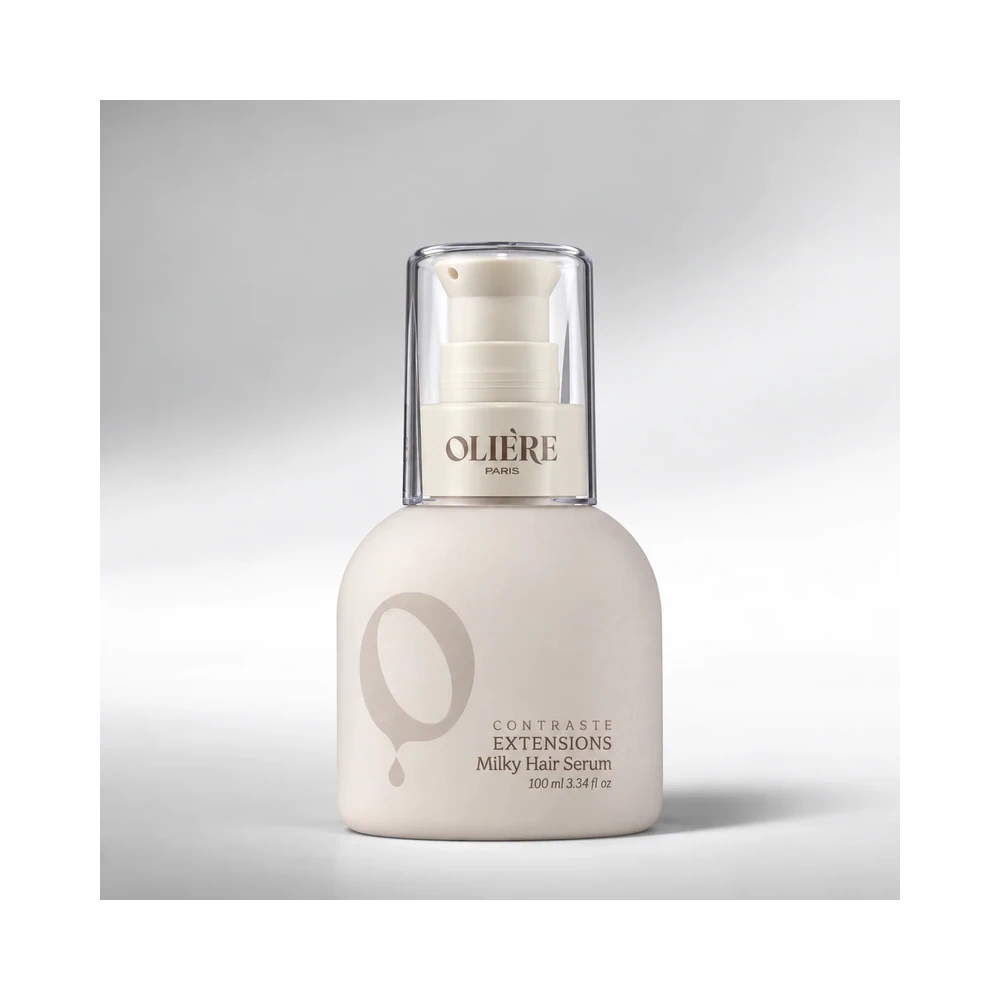 OLIÈRE
PARIS
CONTRASTE
EXTENSIONS
Milky Hair Serum
100 ml 3.34 fl oz